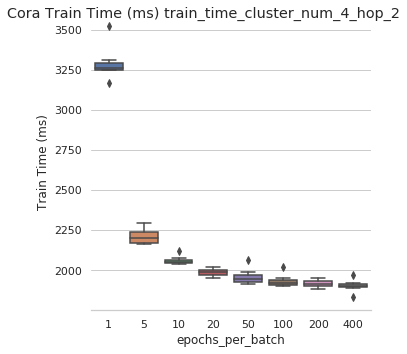 Cora Train Time (ms) train_time_cluster_num_4_hop_2
3500
3250
3000
2750
2500
2250
2000
Train Time (ms)
1 5 10 20 50 100 200 400
epochs_per_batch